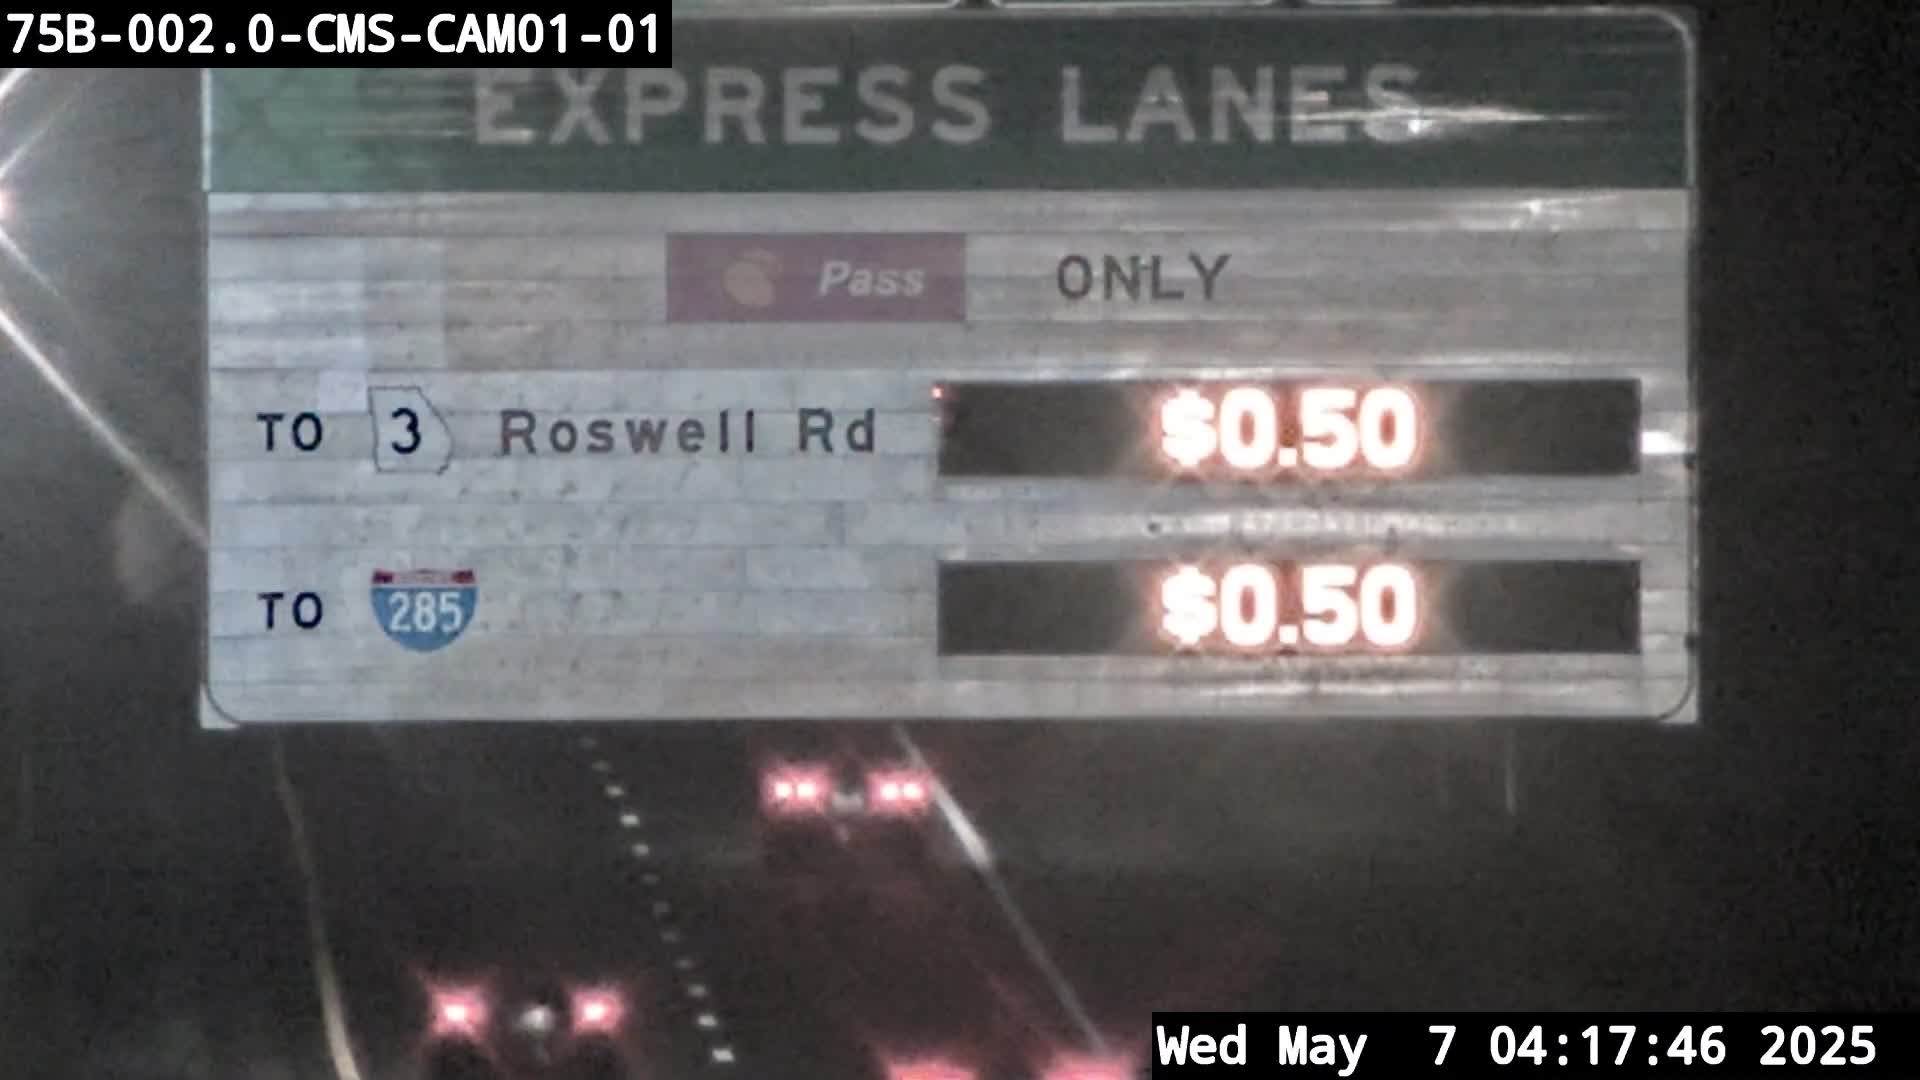 75B-002.0-CMS-CAM01-01
EXPRESS LANES
Pass ONLY
TO 3 Roswell Rd $0.50
TO 285 $0.50
Wed May 7 04:17:46 2025